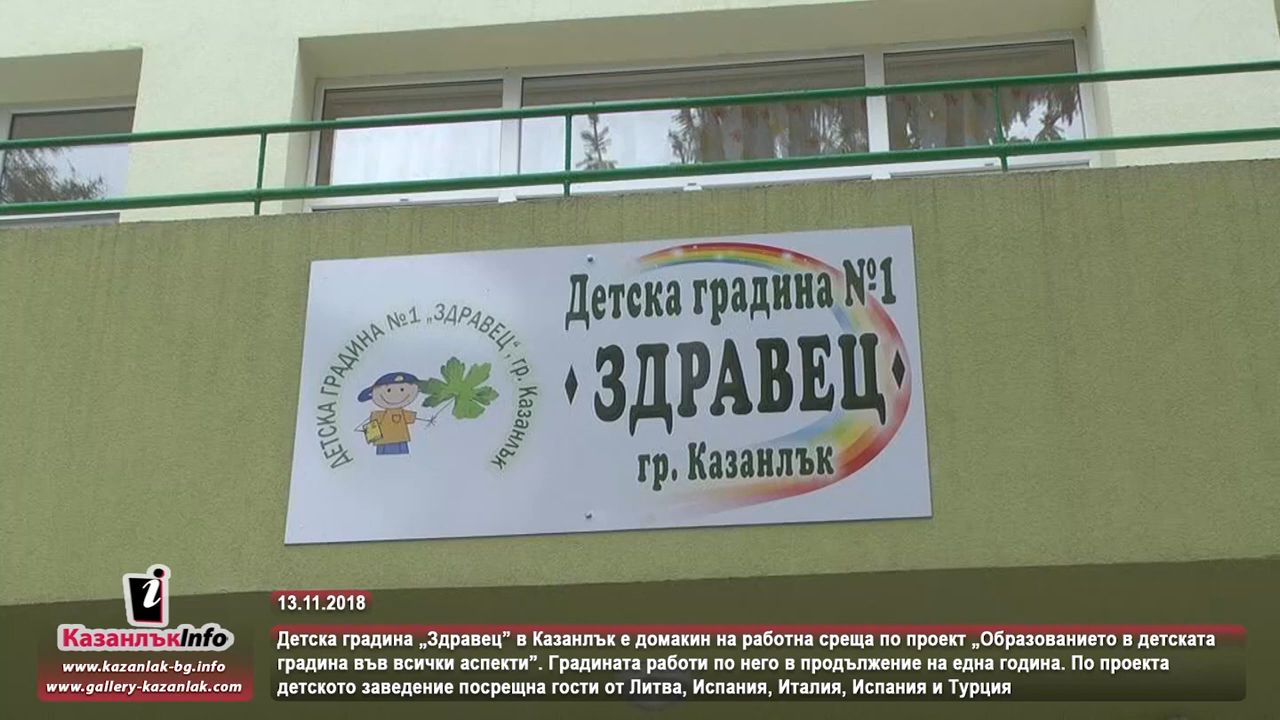 ДЕТСКА ГРАДИНА №1 „ЗДРАВЕЦ“, гр. Казанлък
Детска градина №1
ЗДРАВЕЦ
гр. Казанлък
i
КазанлъкInfo
www.kazanlak-bg.info
www.gallery-kazanlak.com
13.11.2018
Детска градина „Здравец” в Казанлък е домакин на работна среща по проект „Образованието в детската
градина във всички аспекти”. Градината работи по него в продължение на една година. По проекта
детското заведение посрещна гости от Литва, Испания, Италия, Испания и Турция